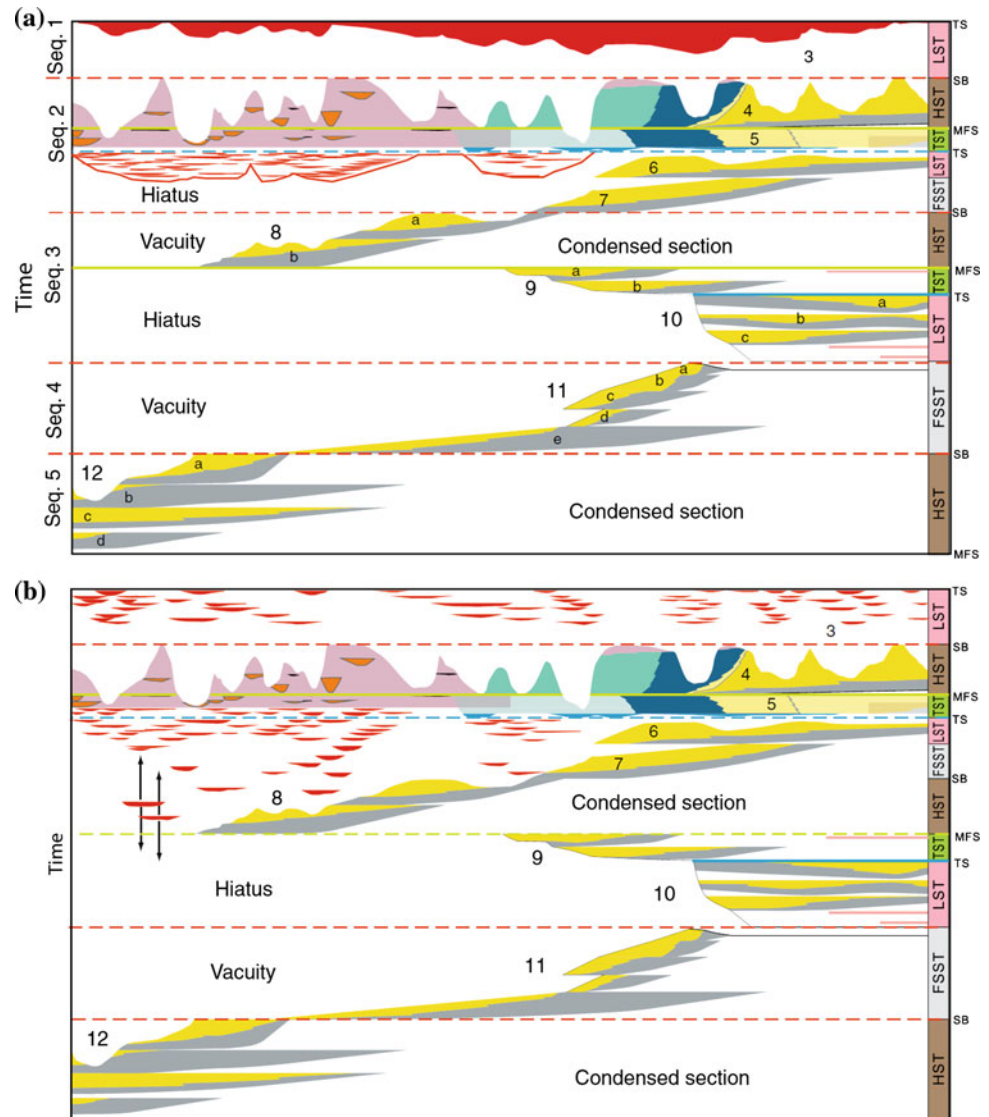 (a)
Seq. 1
Seq. 2
Seq. 3
Seq. 4
Seq. 5
Time
3
4
5
6
Hiatus
7
Vacuity
8
a
b
Condensed section
9
a
b
Hiatus
10
a
b
c
Vacuity
11
a
b
c
d
e
12
a
b
c
d
Condensed section
TS
LST
SB
HST
MFS
TST
TS
LST
FSST
SB
HST
MFS
TST
TS
LST
FSST
SB
HST
MFS
(b)
Time
3
4
5
6
7
8
Condensed section
9
Hiatus
10
Vacuity
11
12
Condensed section
TS
LST
SB
HST
MFS
TST
TS
LST
FSST
SB
HST
MFS
TST
TS
LST
FSST
SB
HST